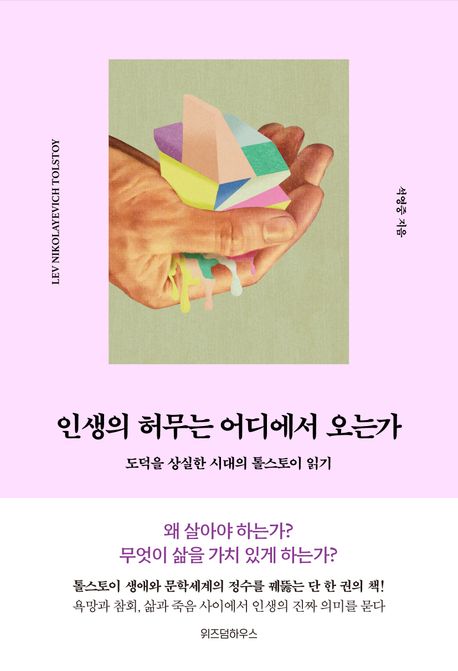 LEV NIKOLAYEVICH TOLSTOY
석영중 지음
인생의 허무는 어디에서 오는가
도덕을 상실한 시대의 톨스토이 읽기
왜 살아야 하는가?
무엇이 삶을 가치 있게 하는가?
톨스토이 생애와 문학세계의 정수를 꿰뚫는 단 한 권의 책!
욕망과 참회, 삶과 죽음 사이에서 인생의 진짜 의미를 묻다
위즈덤하우스